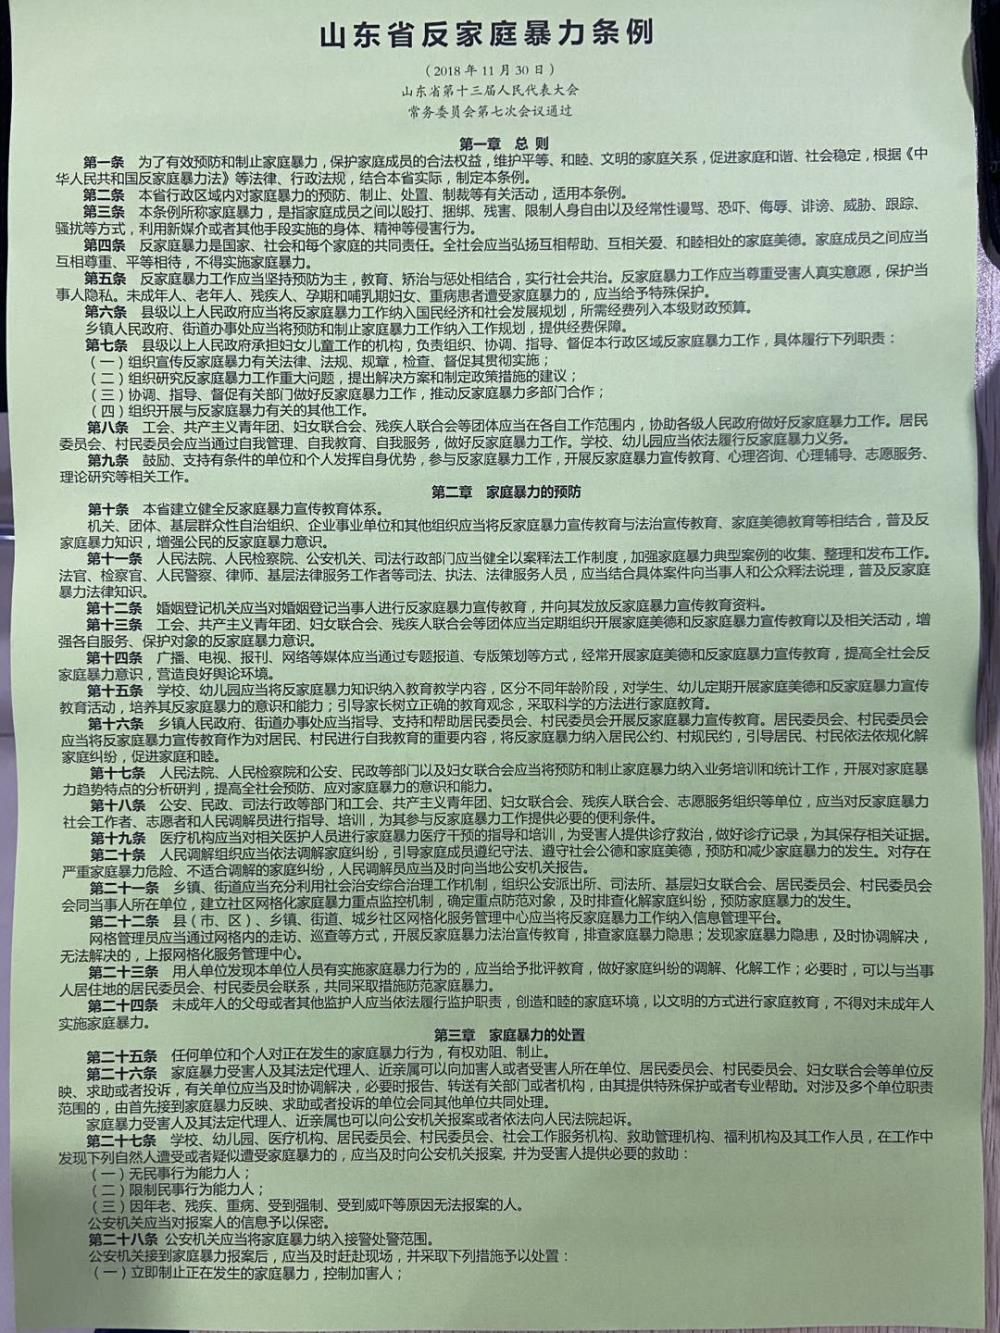 山东省反家庭暴力条例
（2018 年 11 月 30 日）
山东省第十三届人民代表大会
常务委员会第七次会议通过
第一章 总 则
第一条 为了有效预防和制止家庭暴力，保护家庭成员的合法权益，维护平等、和睦、文明的家庭关系，促进家庭和谐、社会稳定，根据《中
华人民共和国反家庭暴力法》等法律、行政法规，结合本省实际，制定本条例。
第二条 本省行政区域内对家庭暴力的预防、制止、处置、制裁等有关活动，适用本条例。
第三条 本条例所称家庭暴力，是指家庭成员之间以殴打、捆绑、残害、限制人身自由以及经常性谩骂、恐吓、侮辱、诽谤、威胁、跟踪、
骚扰等方式，利用新媒介或者其他手段实施的身体、精神等侵害行为。
第四条 反家庭暴力是国家、社会和每个家庭的共同责任。全社会应当弘扬互相帮助、互相关爱、和睦相处的家庭美德。家庭成员之间应当
互相尊重、平等相待，不得实施家庭暴力。
第五条 反家庭暴力工作应当坚持预防为主，教育、矫治与惩处相结合，实行社会共治。反家庭暴力工作应当尊重受害人真实意愿，保护当
事人隐私。未成年人、老年人、残疾人、孕期和哺乳期妇女、重病患者遭受家庭暴力的，应当给予特殊保护。
第六条 县级以上人民政府应当将反家庭暴力工作纳入国民经济和社会发展规划，所需经费列入本级财政预算。
乡镇人民政府、街道办事处应当将预防和制止家庭暴力工作纳入工作规划，提供经费保障。
第七条 县级以上人民政府承担妇女儿童工作的机构，负责组织、协调、指导、督促本行政区域反家庭暴力工作，具体履行下列职责：
（一）组织宣传反家庭暴力有关法律、法规、规章，检查、督促其贯彻实施；
（二）组织研究反家庭暴力工作重大问题，提出解决方案和制定政策措施的建议；
（三）协调、指导、督促有关部门做好反家庭暴力工作，推动反家庭暴力多部门合作；
（四）组织开展与反家庭暴力有关的其他工作。
第八条 工会、共产主义青年团、妇女联合会、残疾人联合会等团体应当在各自工作范围内，协助各级人民政府做好反家庭暴力工作。居民
委员会、村民委员会应当通过自我管理、自我教育、自我服务，做好反家庭暴力工作。学校、幼儿园应当依法履行反家庭暴力义务。
第九条 鼓励、支持有条件的单位和个人发挥自身优势，参与反家庭暴力工作，开展反家庭暴力宣传教育、心理咨询、心理辅导、志愿服务、
理论研究等相关工作。
第二章 家庭暴力的预防
第十条 本省建立健全反家庭暴力宣传教育体系。
机关、团体、基层群众性自治组织、企业事业单位和其他组织应当将反家庭暴力宣传教育与法治宣传教育、家庭美德教育等相结合，普及反
家庭暴力知识，增强公民的反家庭暴力意识。
第十一条 人民法院、人民检察院、公安机关、司法行政部门应当健全以案释法工作制度，加强家庭暴力典型案例的收集、整理和发布工作。
法官、检察官、人民警察、律师、基层法律服务工作者等司法、执法、法律服务人员，应当结合具体案件向当事人和公众释法说理，普及反家庭
暴力法律知识。
第十二条 婚姻登记机关应当对婚姻登记当事人进行反家庭暴力宣传教育，并向其发放反家庭暴力宣传教育资料。
第十三条 工会、共产主义青年团、妇女联合会、残疾人联合会等团体应当定期组织开展家庭美德和反家庭暴力宣传教育以及相关活动，增
强各自服务、保护对象的反家庭暴力意识。
第十四条 广播、电视、报刊、网络等媒体应当通过专题报道、专版策划等方式，经常开展家庭美德和反家庭暴力宣传教育，提高全社会反
家庭暴力意识，营造良好舆论环境。
第十五条 学校、幼儿园应当将反家庭暴力知识纳入教育教学内容，区分不同年龄阶段，对学生、幼儿定期开展家庭美德和反家庭暴力宣传
教育活动，培养其反家庭暴力的意识和能力；引导家长树立正确的教育观念，采取科学的方法进行家庭教育。
第十六条 乡镇人民政府、街道办事处应当指导、支持和帮助居民委员会、村民委员会开展反家庭暴力宣传教育。居民委员会、村民委员会
应当将反家庭暴力宣传教育作为对居民、村民进行自我教育的重要内容，将反家庭暴力纳入居民公约、村规民约，引导居民、村民依法依规化解
家庭纠纷，促进家庭和睦。
第十七条 人民法院、人民检察院和公安、民政等部门以及妇女联合会应当将预防和制止家庭暴力纳入业务培训和统计工作，开展对家庭暴
力趋势特点的分析研判，提高全社会预防、应对家庭暴力的意识和能力。
第十八条 公安、民政、司法行政等部门和工会、共产主义青年团、妇女联合会、残疾人联合会、志愿服务组织等单位，应当对反家庭暴力
社会工作者、志愿者和人民调解员进行指导、培训，为其参与反家庭暴力工作提供必要的便利条件。
第十九条 医疗机构应当对相关医护人员进行家庭暴力医疗干预的指导和培训，为受害人提供诊疗救治，做好诊疗记录，为其保存相关证据。
第二十条 人民调解组织应当依法调解家庭纠纷，引导家庭成员遵纪守法、遵守社会公德和家庭美德，预防和减少家庭暴力的发生。对存在
严重家庭暴力危险、不适合调解的家庭纠纷，人民调解员应当及时向当地公安机关报告。
第二十一条 乡镇、街道应当充分利用社会治安综合治理工作机制，组织公安派出所、司法所、基层妇女联合会、居民委员会、村民委员会
会同当事人所在单位，建立社区网格化家庭暴力重点监控机制，确定重点防范对象，及时排查化解家庭纠纷，预防家庭暴力的发生。
第二十二条 县（市、区）、乡镇、街道、城乡社区网格化服务管理中心应当将反家庭暴力工作纳入信息管理平台。
网格管理员应当通过网格内的走访、巡查等方式，开展反家庭暴力法治宣传教育，排查家庭暴力隐患；发现家庭暴力隐患，及时协调解决，
无法解决的，上报网格化服务管理中心。
第二十三条 用人单位发现本单位人员有实施家庭暴力行为的，应当给予批评教育，做好家庭纠纷的调解、化解工作；必要时，可以与当事
人居住地的居民委员会、村民委员会联系，共同采取措施防范家庭暴力。
第二十四条 未成年人的父母或者其他监护人应当依法履行监护职责，创造和睦的家庭环境，以文明的方式进行家庭教育，不得对未成年人
实施家庭暴力。
第三章 家庭暴力的处置
第二十五条 任何单位和个人对正在发生的家庭暴力行为，有权劝阻、制止。
第二十六条 家庭暴力受害人及其法定代理人、近亲属可以向加害人或者受害人所在单位、居民委员会、村民委员会、妇女联合会等单位反
映、求助或者投诉，有关单位应当及时协调解决，必要时报告、转送有关部门或者机构，由其提供特殊保护或者专业帮助。对涉及多个单位职责
范围的，由首先接到家庭暴力反映、求助或者投诉的单位会同其他单位共同处理。
家庭暴力受害人及其法定代理人、近亲属也可以向公安机关报案或者依法向人民法院起诉。
第二十七条 学校、幼儿园、医疗机构、居民委员会、村民委员会、社会工作服务机构、救助管理机构、福利机构及其工作人员，在工作中
发现下列自然人遭受或者疑似遭受家庭暴力的，应当及时向公安机关报案，并为受害人提供必要的救助：
（一）无民事行为能力人；
（二）限制民事行为能力人；
（三）因年老、残疾、重病、受到强制、受到威吓等原因无法报案的人。
公安机关应当对报案人的信息予以保密。
第二十八条 公安机关应当将家庭暴力纳入接警处警范围。
公安机关接到家庭暴力报案后，应当及时赶赴现场，并采取下列措施予以处置：
（一）立即制止正在发生的家庭暴力，控制加害人；